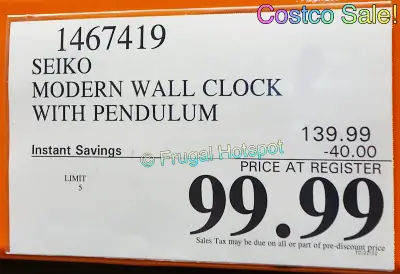 Costco Sale!
1467419
SEIKO
MODERN WALL CLOCK
WITH PENDULUM
139.99
Instant Savings -40.00
© Frugal Hotspot
PRICE AT REGISTER
LIMIT
5
99.99
Sales Tax may be due on all or part of pre-discount price